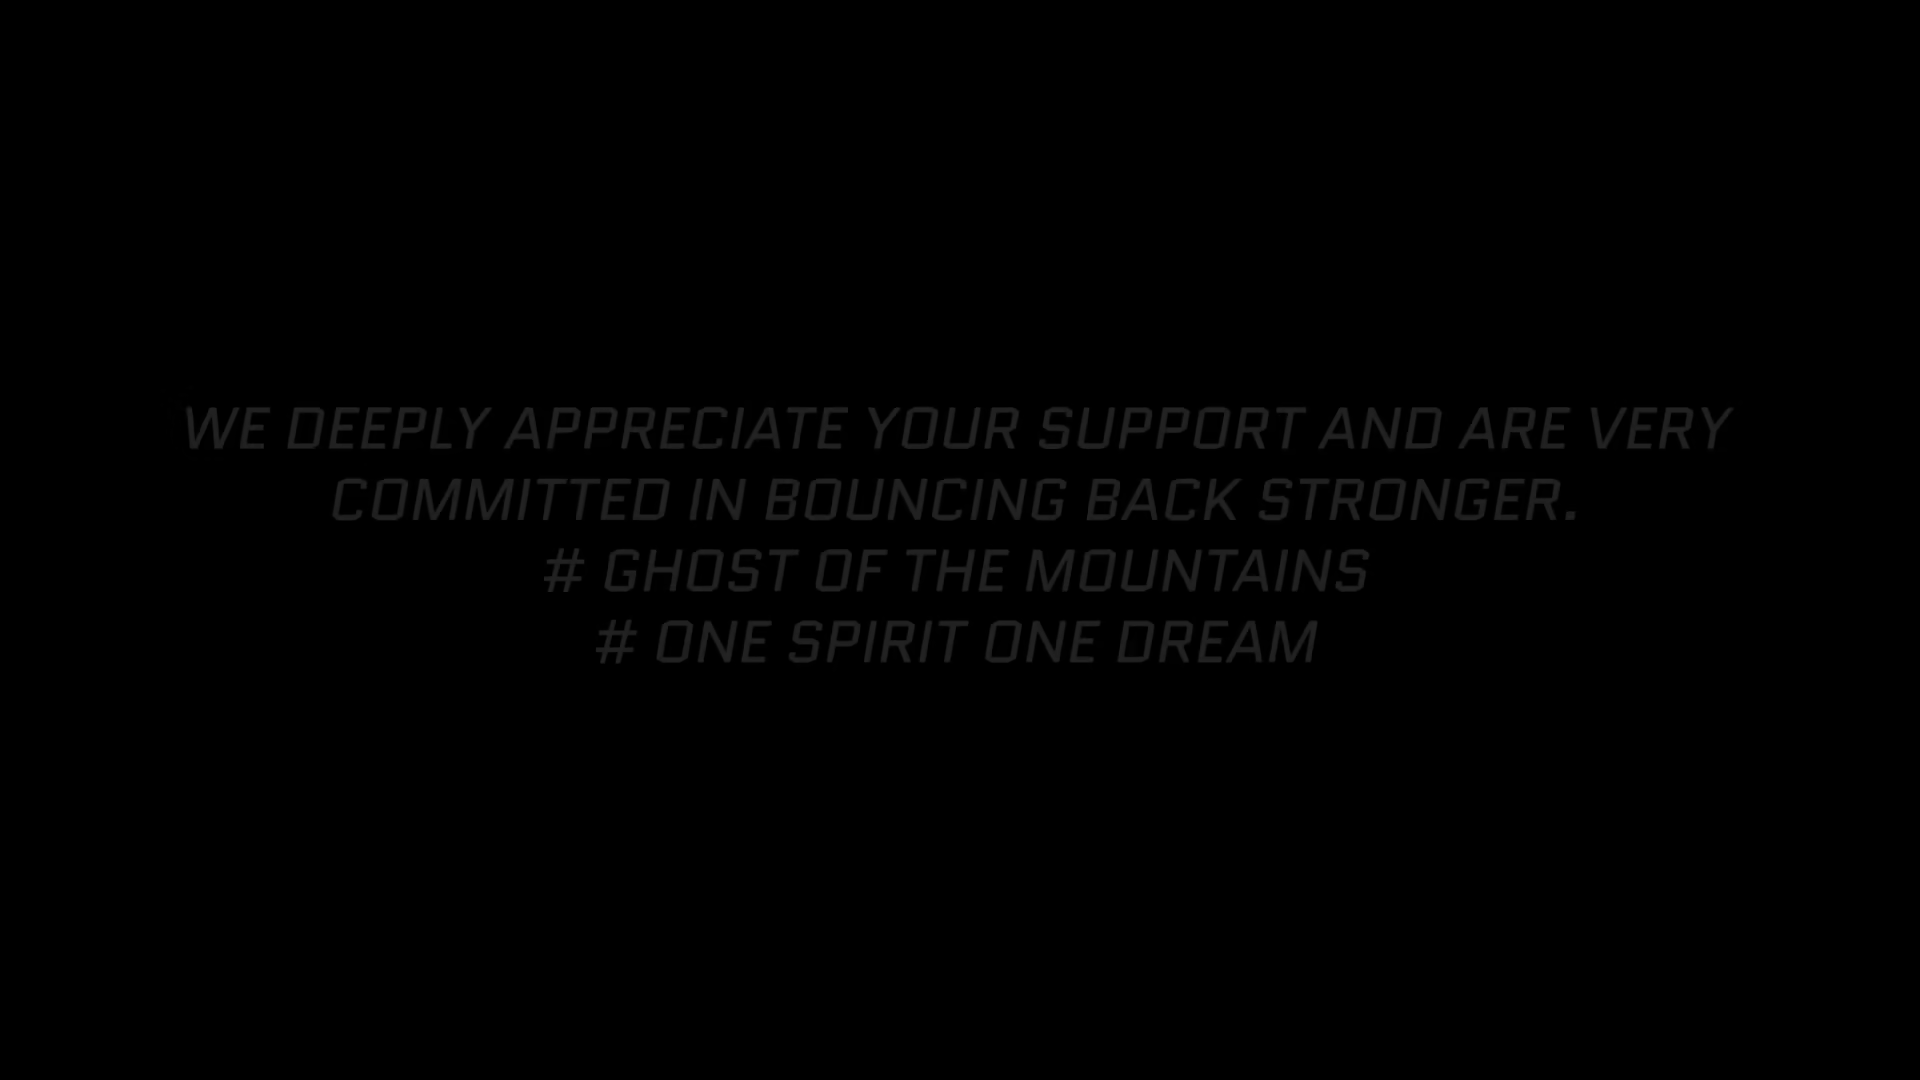 WE DEEPLY APPRECIATE YOUR SUPPORT AND ARE VERY
COMMITTED IN BOUNCING BACK STRONGER.
# GHOST OF THE MOUNTAINS
# ONE SPIRIT ONE DREAM